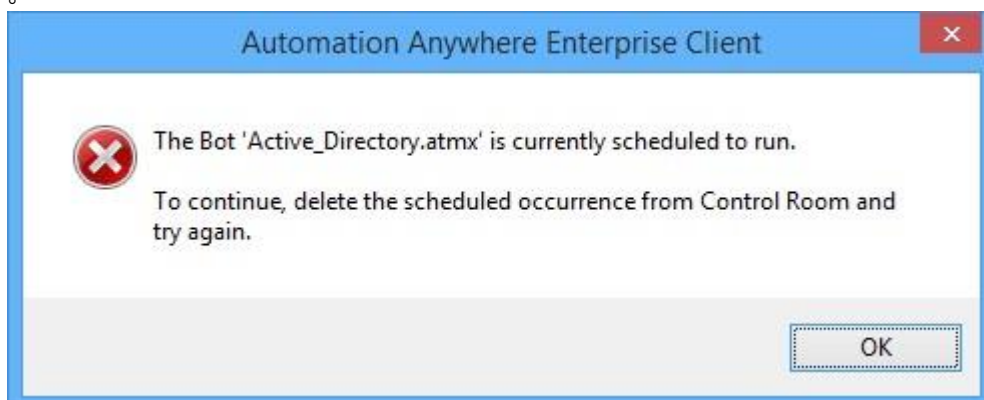 Automation Anywhere Enterprise Client
The Bot 'Active_Directory.atmx' is currently scheduled to run.
To continue, delete the scheduled occurrence from Control Room and
try again.
OK